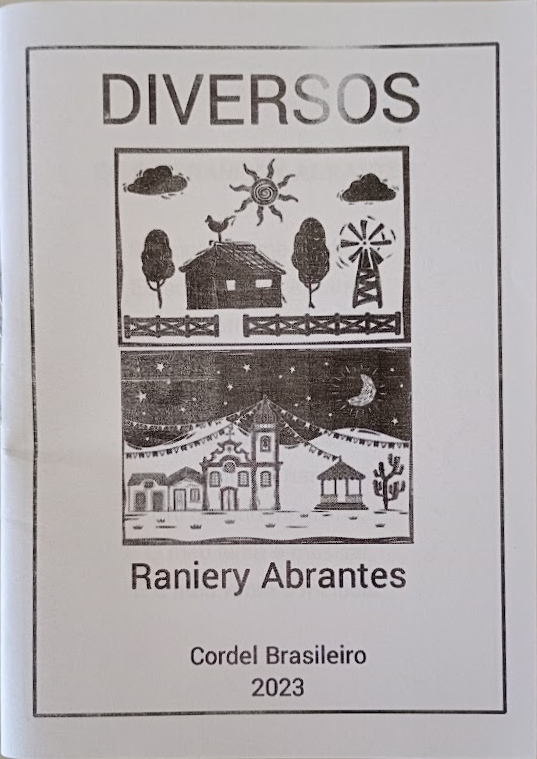 DIVERSOS
Raniery Abrantes
Cordel Brasileiro
2023